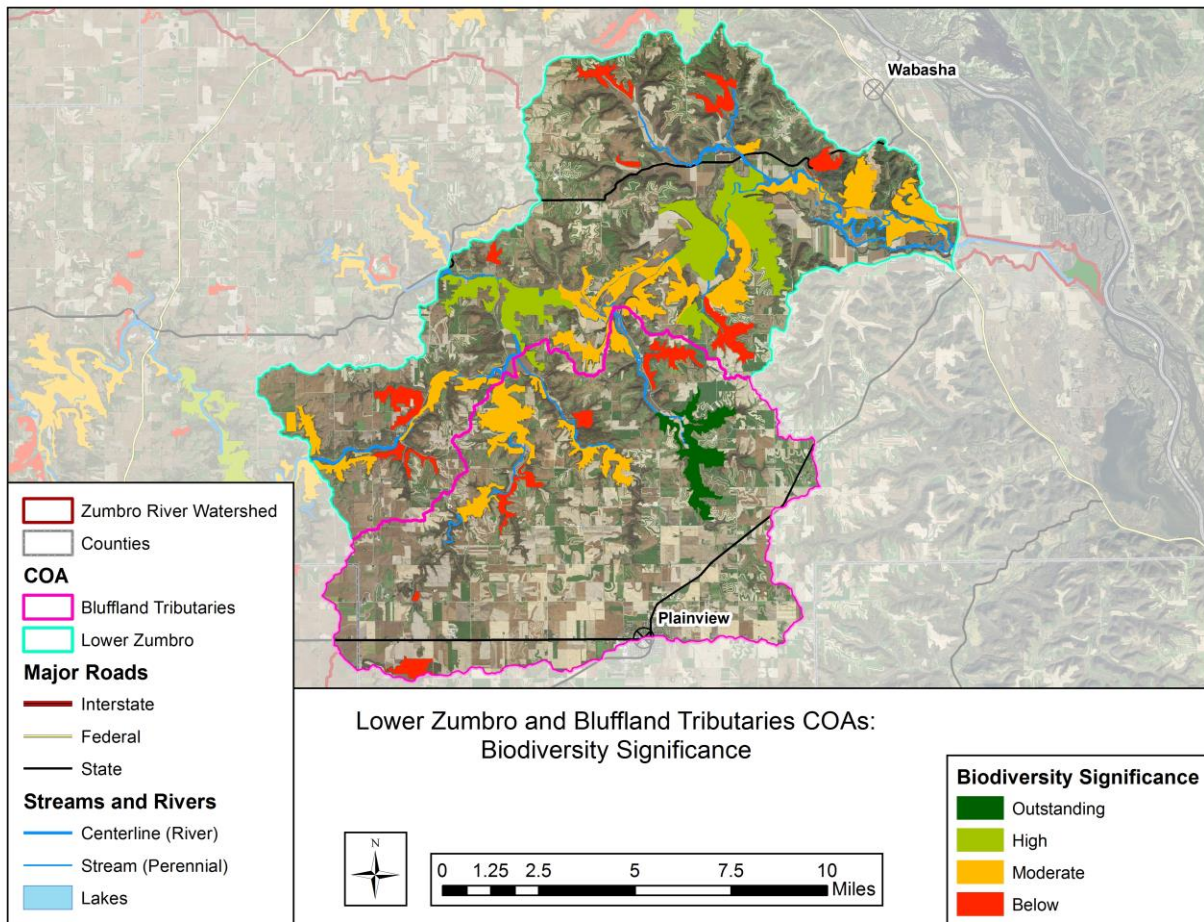 Wabasha
Plainview
Zumbro River Watershed
Counties
COA
Bluffland Tributaries
Lower Zumbro
Major Roads
Interstate
Federal
State
Streams and Rivers
Centerline (River)
Stream (Perennial)
Lakes
Lower Zumbro and Bluffland Tributaries COAs:
Biodiversity Significance
N
0 1.25 2.5 5 7.5 10
Miles
Biodiversity Significance
Outstanding
High
Moderate
Below